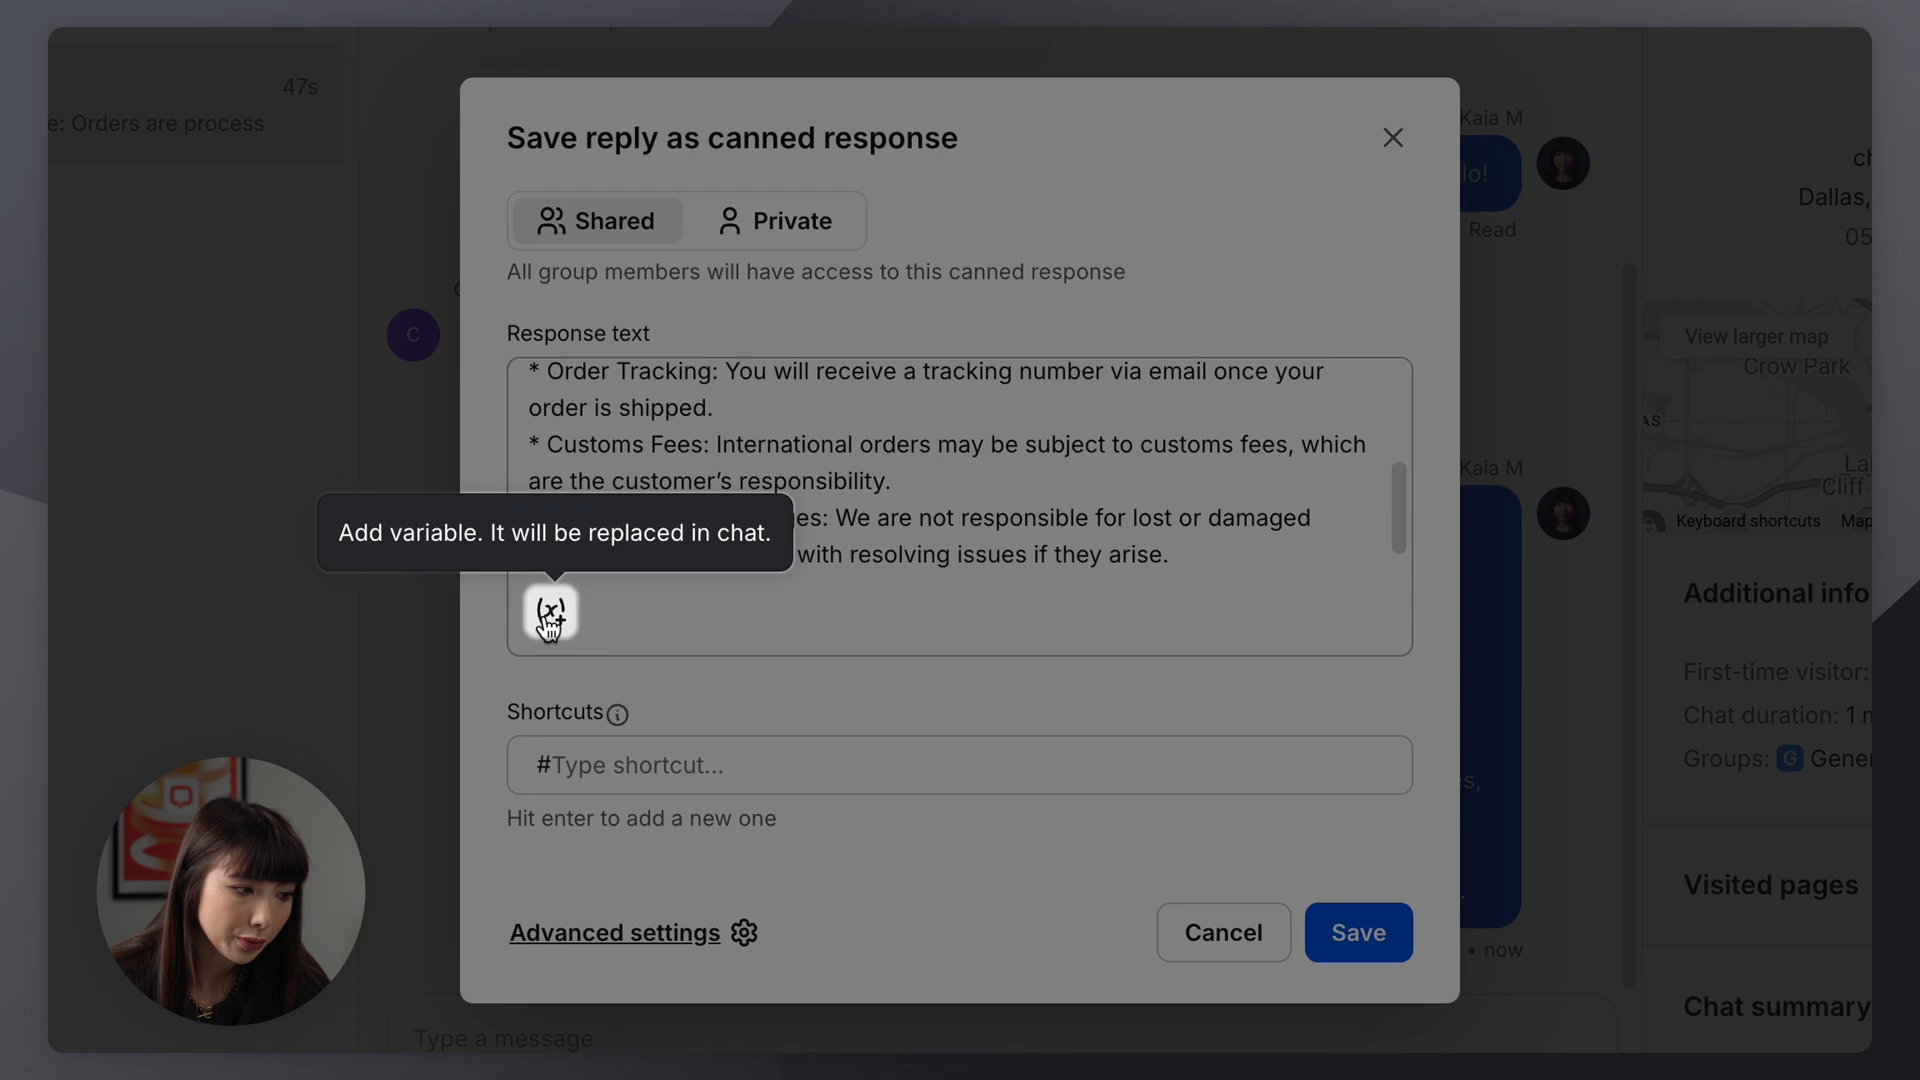 47s
e: Orders are process
C
Save reply as canned response
Shared
Private
All group members will have access to this canned response
Response text
* Order Tracking: You will receive a tracking number via email once your
order is shipped.
* Customs Fees: International orders may be subject to customs fees, which
are the customer’s responsibility.
es: We are not responsible for lost or damaged
with resolving issues if they arise.
Add variable. It will be replaced in chat.
(x)+
Shortcuts
#Type shortcut...
Hit enter to add a new one
Advanced settings
Cancel
Save
Type a message
Kaia M
lo!
Read
Kaia M
s,
• now
ch
Dallas,
05
View larger map
Crow Park
AS
La
Cliff
Keyboard shortcuts
Map
Additional info
First-time visitor:
Chat duration: 1 m
Groups: G Gener
Visited pages
Chat summary